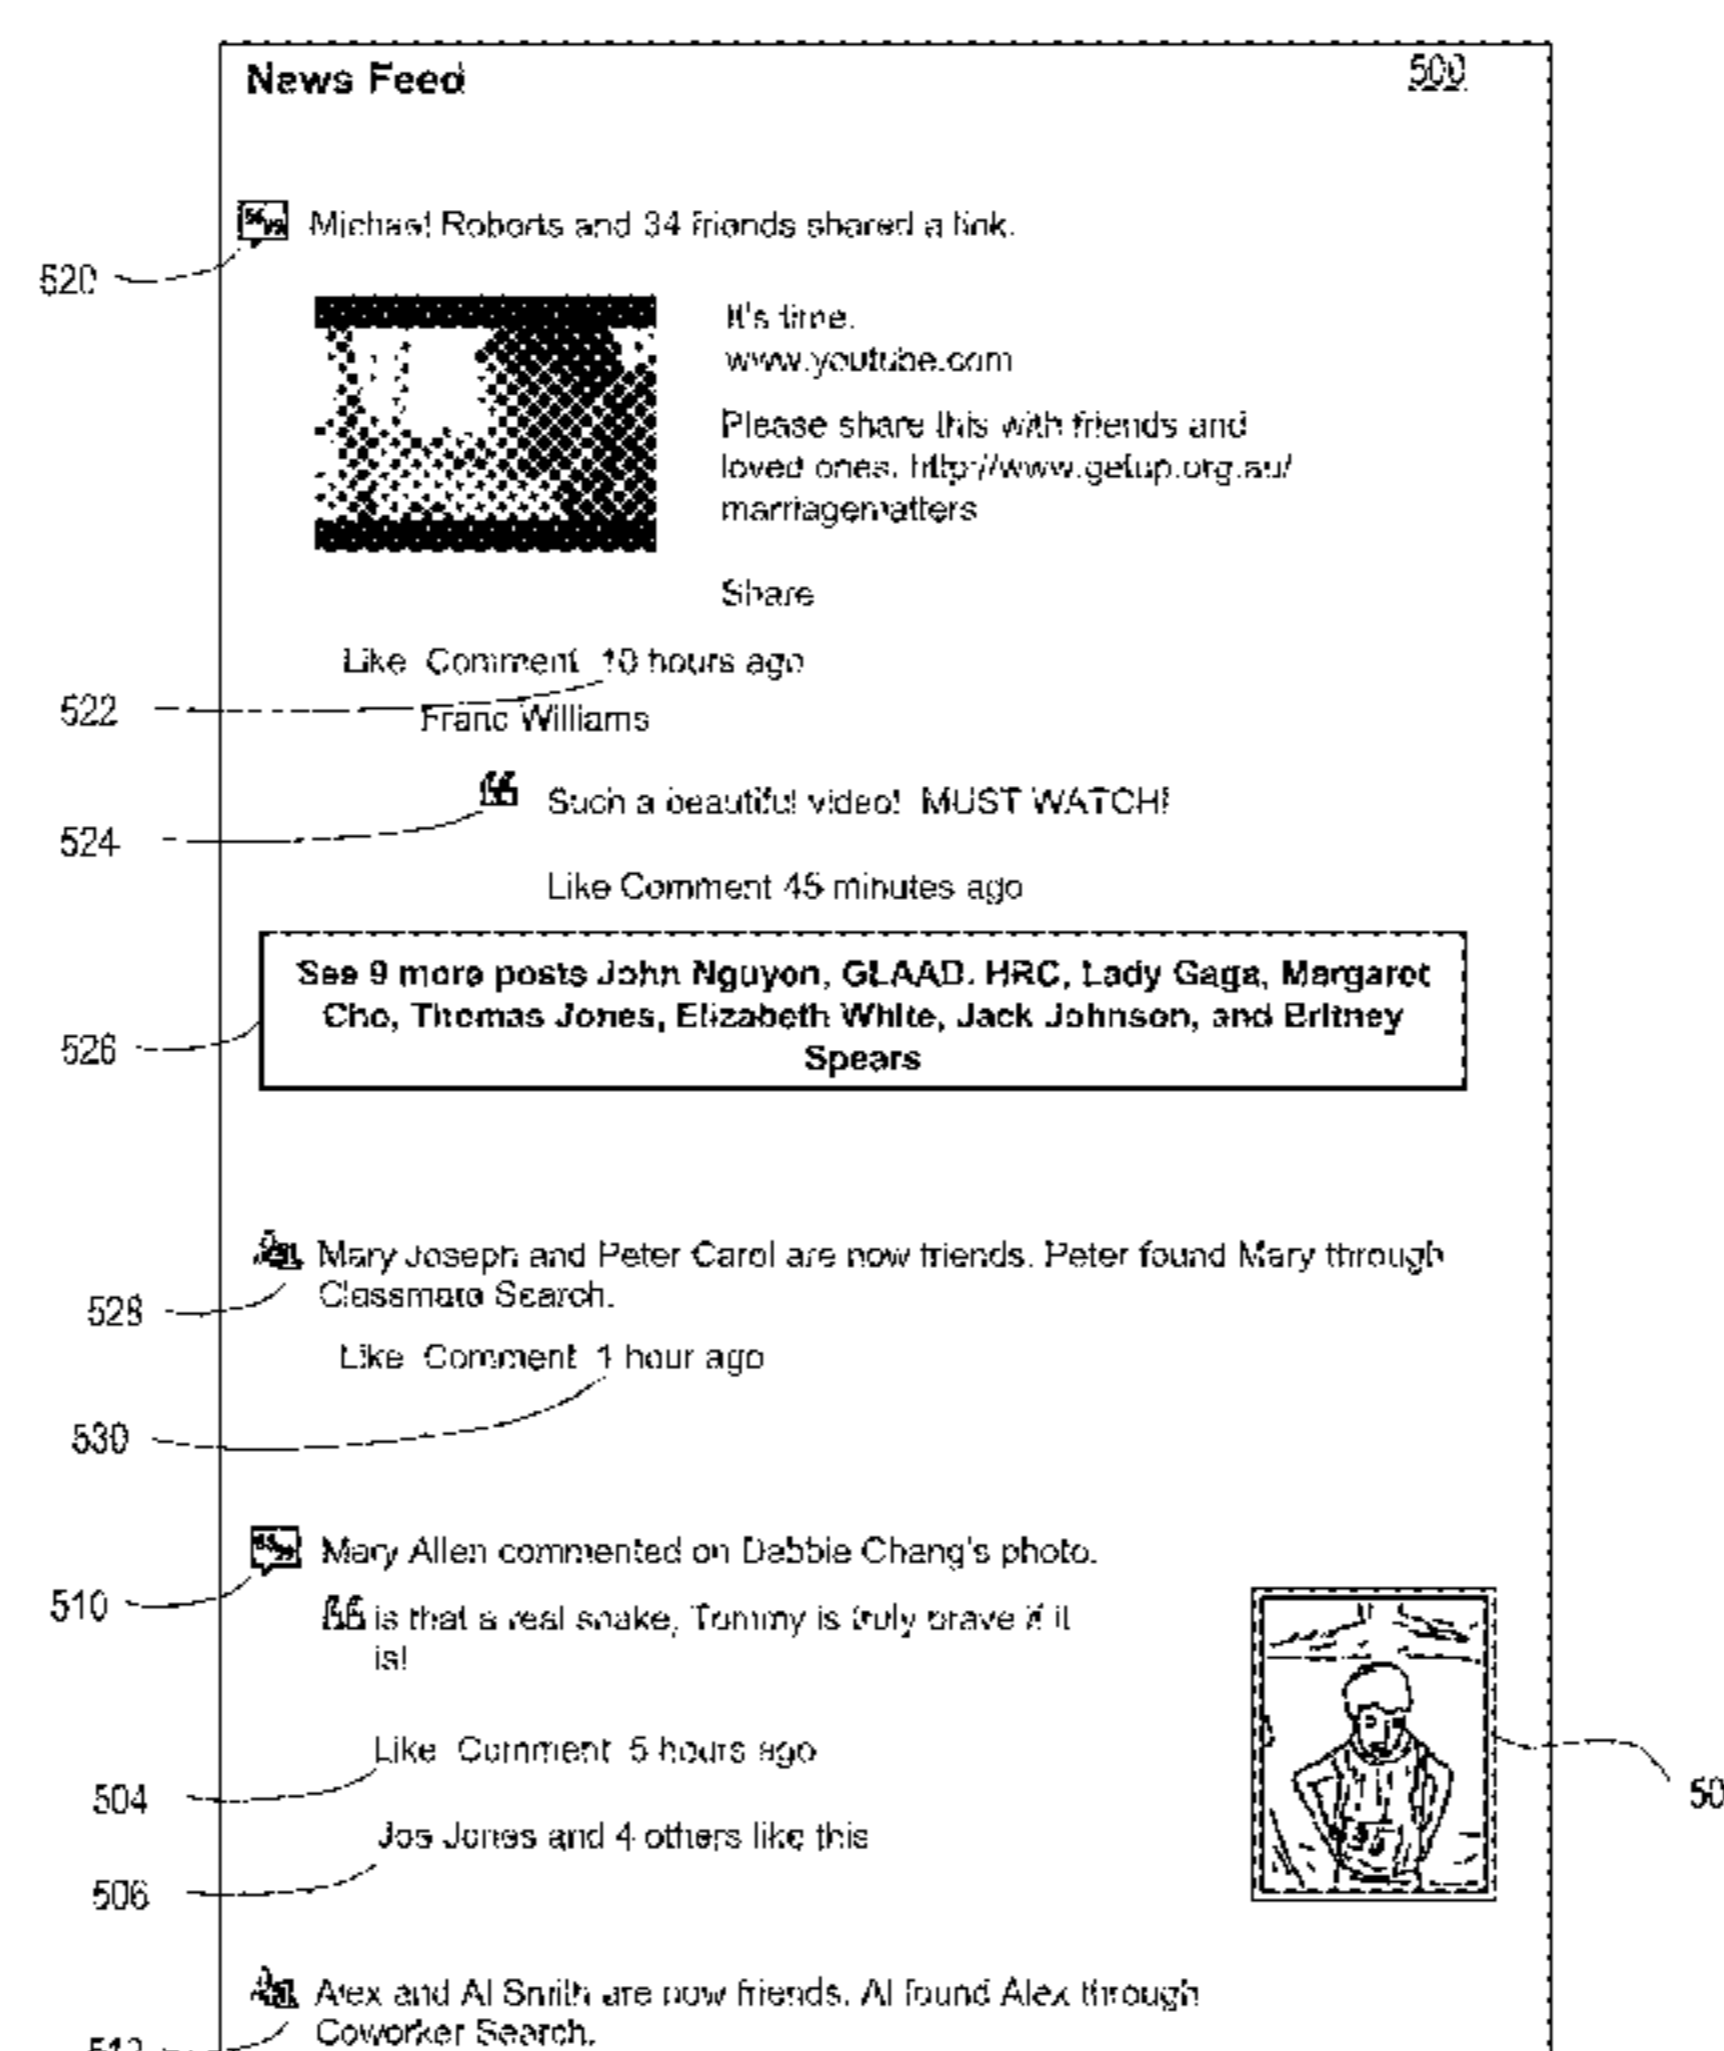 News Feed
500
Michael Roberts and 34 friends shared a link.
520
It's time.
www.youtube.com
Please share this with friends and
loved ones. http://www.getup.org.au/
marriagematters
Share
Like Comment 10 hours ago
522
Franc Williams
Such a beautiful video! MUST WATCH!
524
Like Comment 45 minutes ago
See 9 more posts John Nguyen, GLAAD, HRC, Lady Gaga, Margaret
Cho, Thomas Jones, Elizabeth White, Jack Johnson, and Britney
Spears
526
Mary Joseph and Peter Carol are now friends. Peter found Mary through
Classmate Search.
528
Like Comment 1 hour ago
530
Mary Allen commented on Debbie Chang's photo.
510
is that a real snake, Tommy is truly brave if it
is!
Like Comment 5 hours ago
504
50
Joe Jones and 4 others like this
506
Alex and Al Smith are now friends. Al found Alex through
Coworker Search.